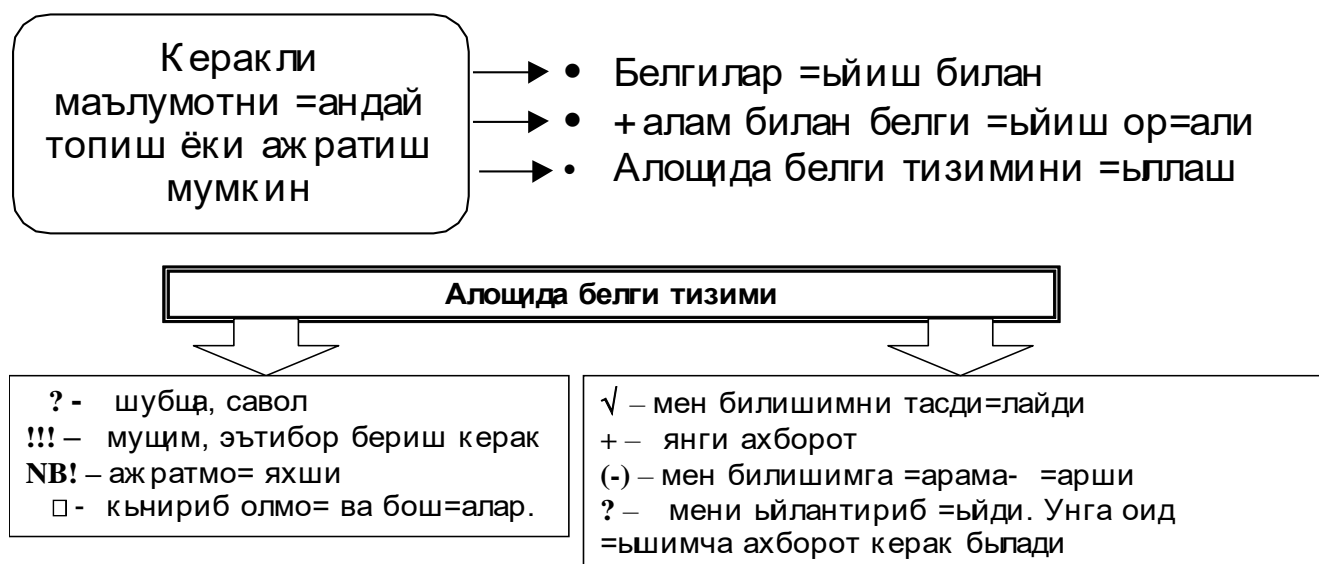 Керакли
маълумотни =андай
топиш ёки ажратиш
мумкин
• Белгилар =ьйиш билан
• +алам билан белги =ьйиш ор=али
• Алощида белги тизимини =ьллаш
Алощида белги тизими
? - шубща, савол
!!! – мущим, эътибор бериш керак
NB! – ажратмо= яхши
□ - кьчириб олмо= ва бош=алар.
√ – мен билишимни тасди=лайди
+ – янги ахборот
(-) – мен билишимга =арама- =арши
? – мени ьйлантириб =ьйди. Унга оид
=ьшимча ахборот керак бьлади